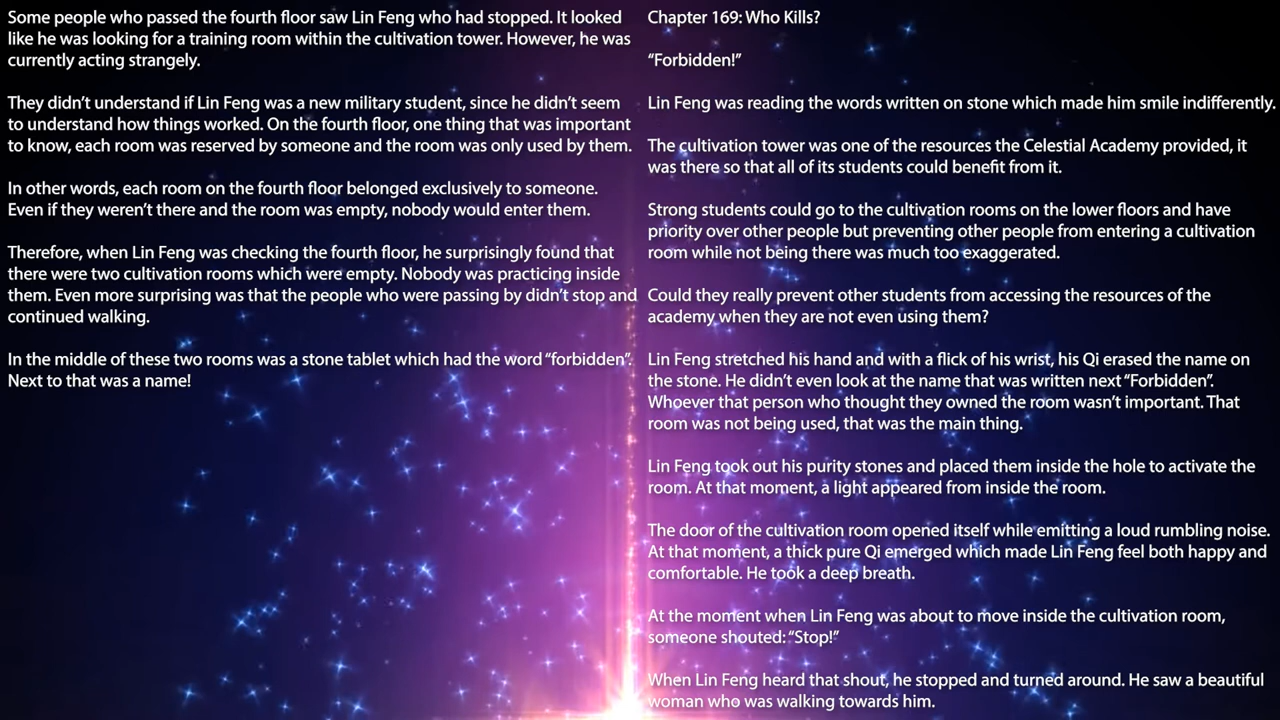 Some people who passed the fourth floor saw Lin Feng who had stopped. It looked
like he was looking for a training room within the cultivation tower. However, he was
currently acting strangely.
They didn't understand if Lin Feng was a new military student, since he didn't seem
to understand how things worked. On the fourth floor, one thing that was important
to know, each room was reserved by someone and the room was only used by them.
In other words, each room on the fourth floor belonged exclusively to someone.
Even if they weren't there and the room was empty, nobody would enter them.
Therefore, when Lin Feng was checking the fourth floor, he surprisingly found that
there were two cultivation rooms which were empty. Nobody was practicing inside
them. Even more surprising was that the people who were passing by didn't stop and
continued walking.
In the middle of these two rooms was a stone tablet which had the word “forbidden”.
Next to that was a name!
Chapter 169: Who Kills?
“Forbidden!”
Lin Feng was reading the words written on stone which made him smile indifferently.
The cultivation tower was one of the resources the Celestial Academy provided, it
was there so that all of its students could benefit from it.
Strong students could go to the cultivation rooms on the lower floors and have
priority over other people but preventing other people from entering a cultivation
room while not being there was much too exaggerated.
Could they really prevent other students from accessing the resources of the
academy when they are not even using them?
Lin Feng stretched his hand and with a flick of his wrist, his Qi erased the name on
the stone. He didn't even look at the name that was written next “Forbidden”.
Whoever that person who thought they owned the room wasn't important. That
room was not being used, that was the main thing.
Lin Feng took out his purity stones and placed them inside the hole to activate the
room. At that moment, a light appeared from inside the room.
The door of the cultivation room opened itself while emitting a loud rumbling noise.
At that moment, a thick pure Qi emerged which made Lin Feng feel both happy and
comfortable. He took a deep breath.
At the moment when Lin Feng was about to move inside the cultivation room,
someone shouted: “Stop!”
When Lin Feng heard that shout, he stopped and turned around. He saw a beautiful
woman who was walking towards him.